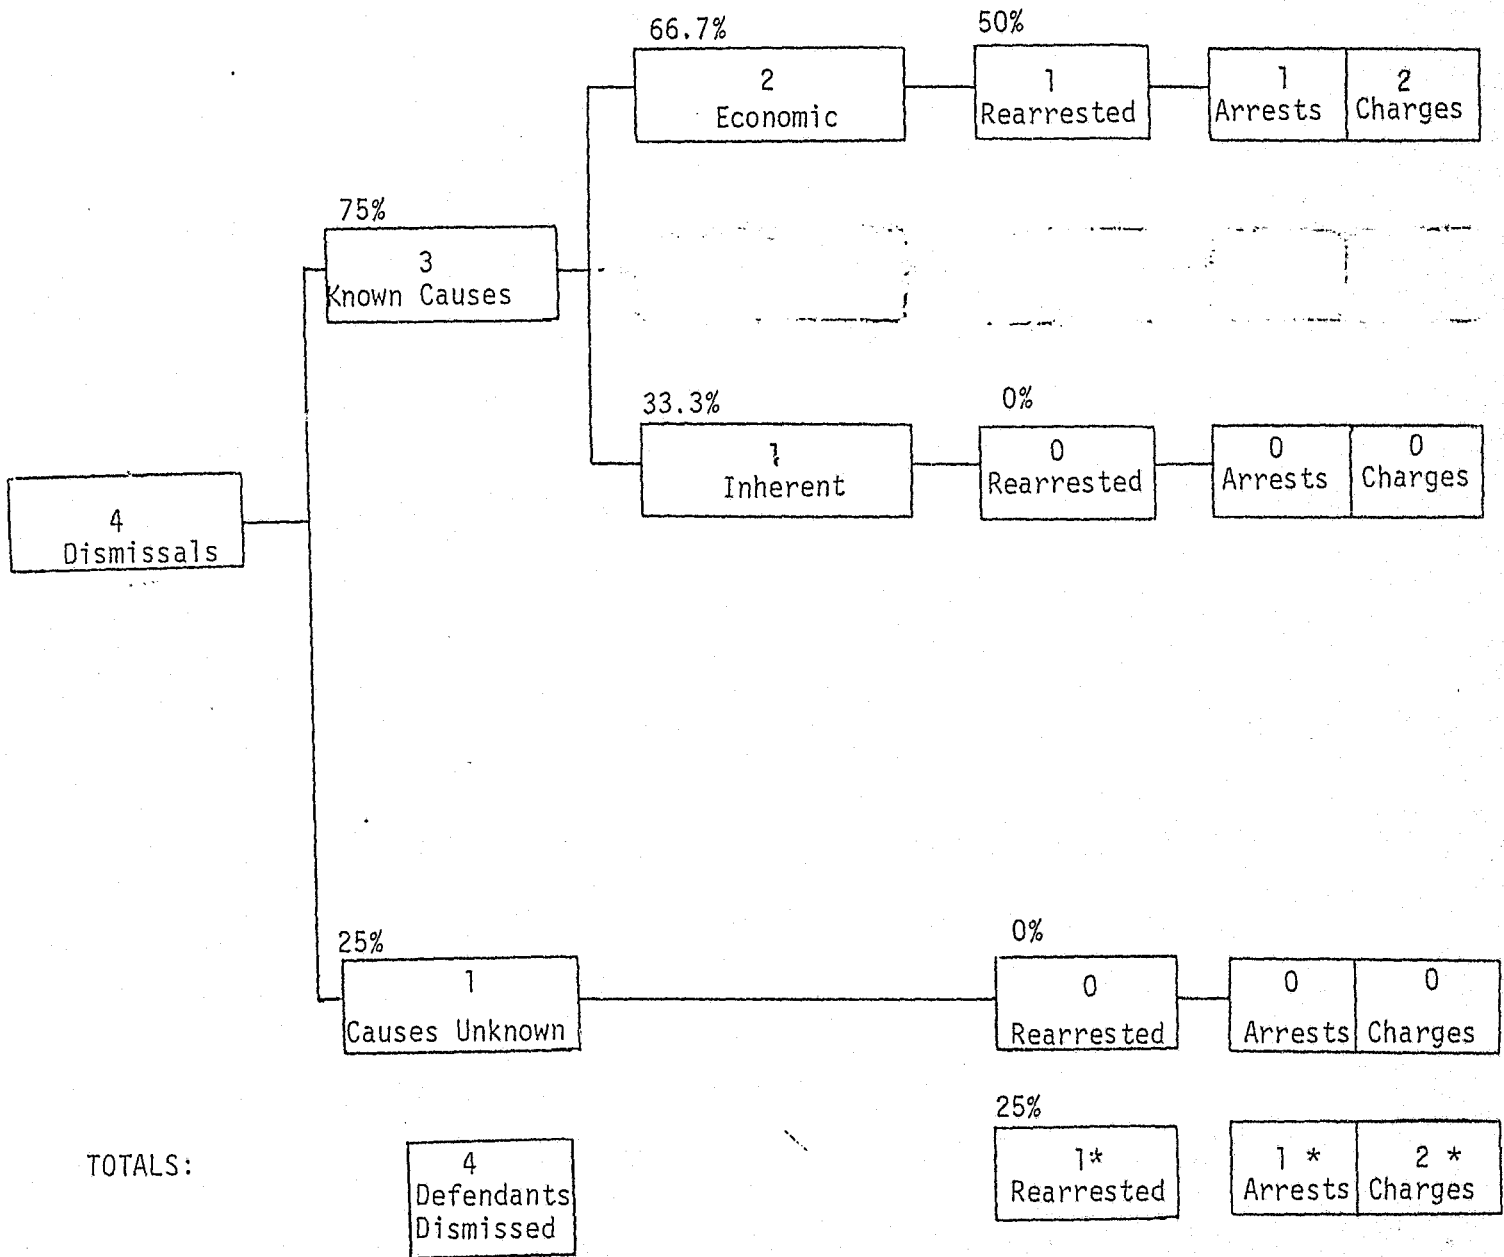 66.7%
50%
2
Economic
1
Rearrested
1
Arrests
2
Charges
75%
3
Known Causes
33.3%
0%
1
Inherent
0
Rearrested
0
Arrests
0
Charges
4
Dismissals
25%
0%
1
Causes Unknown
0
Rearrested
0
Arrests
0
Charges
25%
TOTALS:
4
Defendants
Dismissed
1*
Rearrested
1 *
Arrests
2 *
Charges